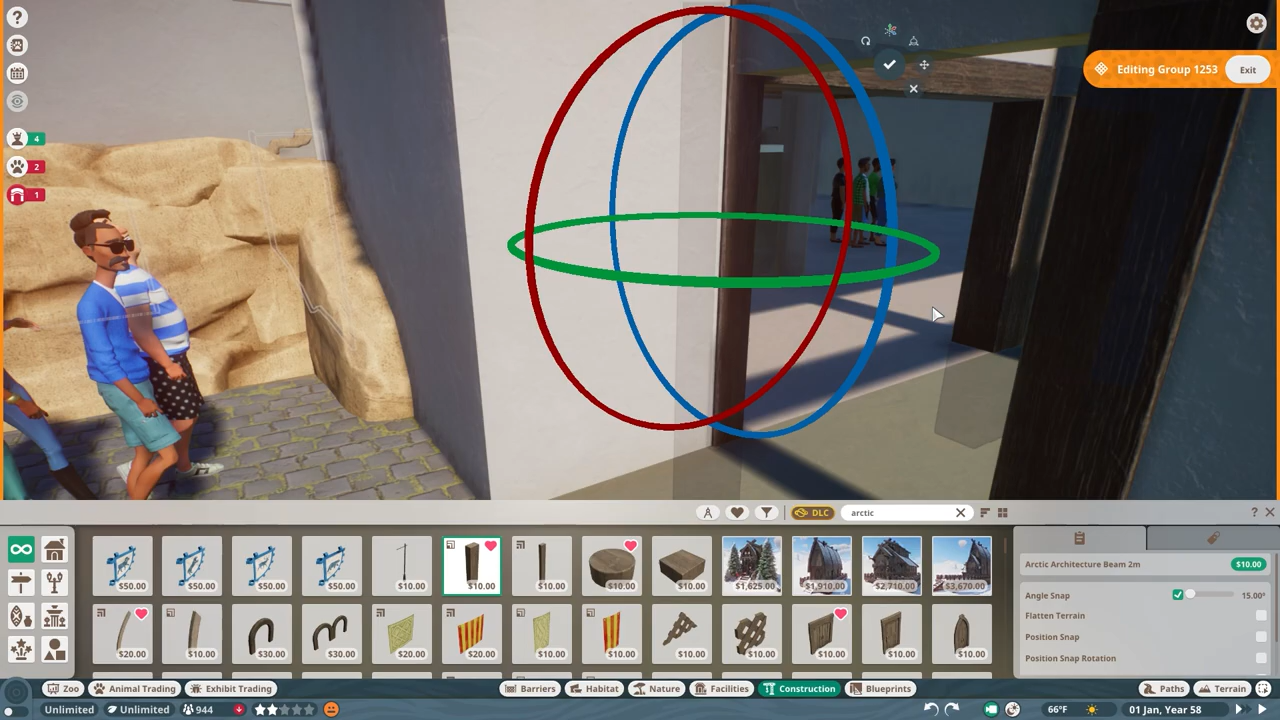 Editing Group 1253
Exit
4
2
1
DLC
arctic
?
$50.00
$50.00
$50.00
$50.00
$10.00
$10.00
$10.00
$10.00
$10.00
$1,625.00
$1,910.00
$2,710.00
$3,670.00
$20.00
$10.00
$30.00
$30.00
$20.00
$20.00
$10.00
$10.00
$10.00
$10.00
$10.00
$10.00
$10.00
Arctic Architecture Beam 2m
$10.00
Angle Snap
15.00°
Flatten Terrain
Position Snap
Position Snap Rotation
Zoo
Animal Trading
Exhibit Trading
Barriers
Habitat
Nature
Facilities
Construction
Blueprints
Paths
Terrain
Unlimited
Unlimited
944
66°F
01 Jan, Year 58